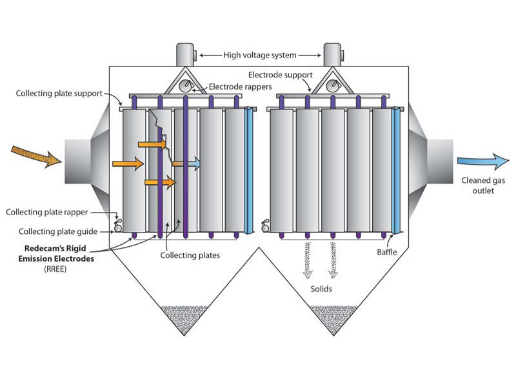 High voltage system
Electrode support
Electrode rappers
Collecting plate support
Cleaned gas
outlet
Collecting plate rapper
Collecting plate guide
Redecam's Rigid
Emission Electrodes
(RREE)
Collecting plates
Baffle
Solids